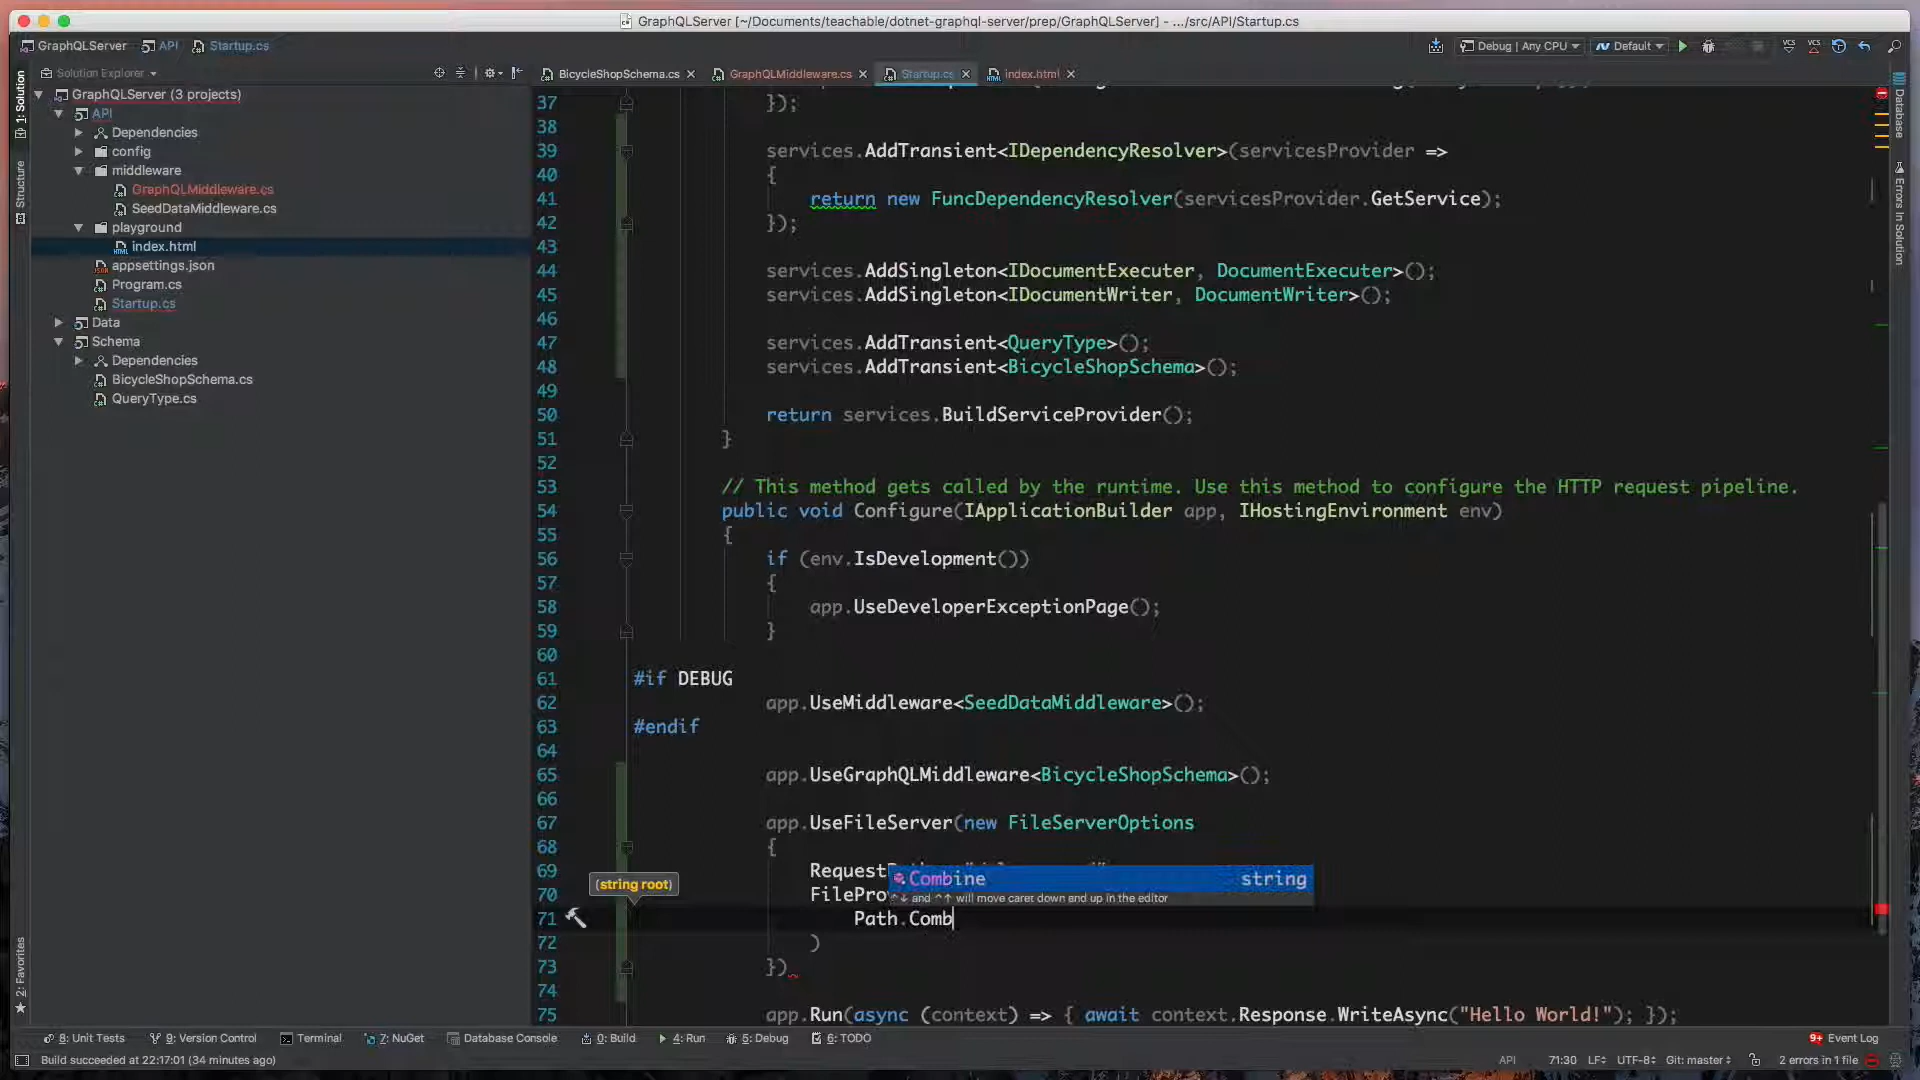 GraphQLServer [~/Documents/teachable/dotnet-graphql-server/prep/GraphQLServer] - .../src/API/Startup.cs
GraphQLServer API Startup.cs
Debug | Any CPU Default
Solution Explorer
BicycleShopSchema.cs GraphQLMiddleware.cs Startup.cs index.html
1: Solution
Structure
2: Favorites
GraphQLServer (3 projects)
API
Dependencies
config
middleware
GraphQLMiddleware.cs
SeedDataMiddleware.cs
playground
index.html
appsettings.json
Program.cs
Startup.cs
Data
Schema
Dependencies
BicycleShopSchema.cs
QueryType.cs
37 });
38
39 services.AddTransient<IDependencyResolver>(servicesProvider =>
40 {
41 return new FuncDependencyResolver(servicesProvider.GetService);
42 });
43
44 services.AddSingleton<IDocumentExecuter, DocumentExecuter>();
45 services.AddSingleton<IDocumentWriter, DocumentWriter>();
46
47 services.AddTransient<QueryType>();
48 services.AddTransient<BicycleShopSchema>();
49
50 return services.BuildServiceProvider();
51 }
52
53 // This method gets called by the runtime. Use this method to configure the HTTP request pipeline.
54 public void Configure(IApplicationBuilder app, IHostingEnvironment env)
55 {
56 if (env.IsDevelopment())
57 {
58 app.UseDeveloperExceptionPage();
59 }
60
61 #if DEBUG
62 app.UseMiddleware<SeedDataMiddleware>();
63 #endif
64
65 app.UseGraphQLMiddleware<BicycleShopSchema>();
66
67 app.UseFileServer(new FileServerOptions
68 {
69 Request
Combine string
(string root)
70 FilePro
^↓ and ^↑ will move caret down and up in the editor
71 Path.Comb
72 )
73 })
74
75 app.Run(async (context) => { await context.Response.WriteAsync("Hello World!"); });
Database
Errors In Solution
8: Unit Tests 9: Version Control Terminal 7: NuGet Database Console 0: Build 4: Run 5: Debug 6: TODO 9+ Event Log
Build succeeded at 22:17:01 (34 minutes ago) API 71:30 LF÷ UTF-8÷ Git: master÷ 2 errors in 1 file